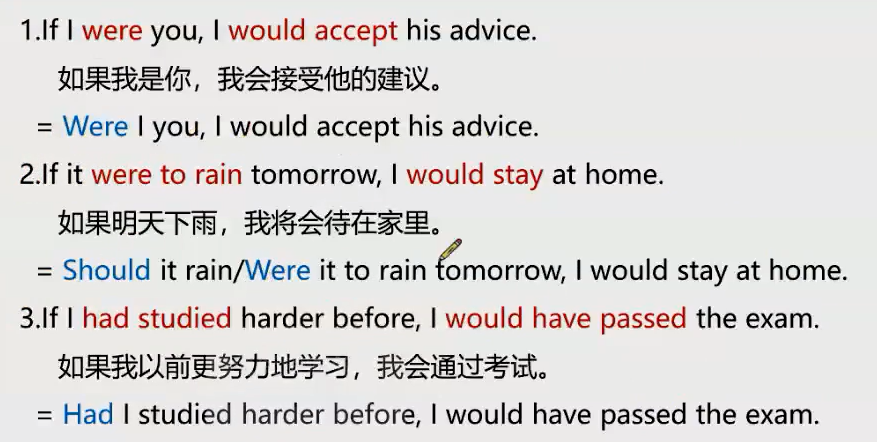 1.If I were you, I would accept his advice.
如果我是你，我会接受他的建议。
= Were I you, I would accept his advice.
2.If it were to rain tomorrow, I would stay at home.
如果明天下雨，我将会待在家里。
= Should it rain/Were it to rain tomorrow, I would stay at home.
3.If I had studied harder before, I would have passed the exam.
如果我以前更努力地学习，我会通过考试。
= Had I studied harder before, I would have passed the exam.